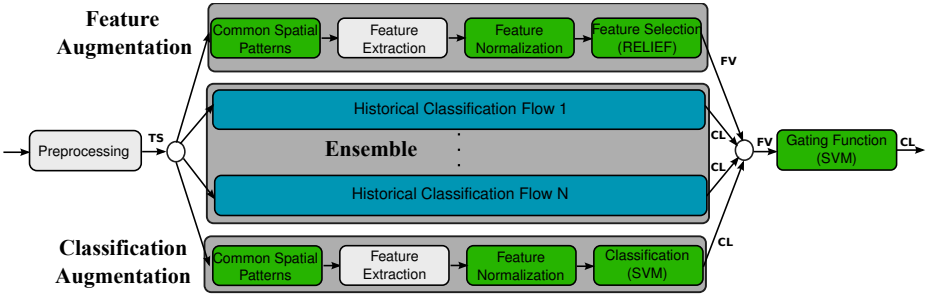 Feature
Augmentation
Common Spatial
Patterns
Feature
Extraction
Feature
Normalization
Feature Selection
(RELIEF)
FV
Historical Classification Flow 1
CL
Preprocessing
TS
Ensemble
FV
Gating Function
(SVM)
CL
CL
Historical Classification Flow N
CL
Classification
Augmentation
Common Spatial
Patterns
Feature
Extraction
Feature
Normalization
Classification
(SVM)